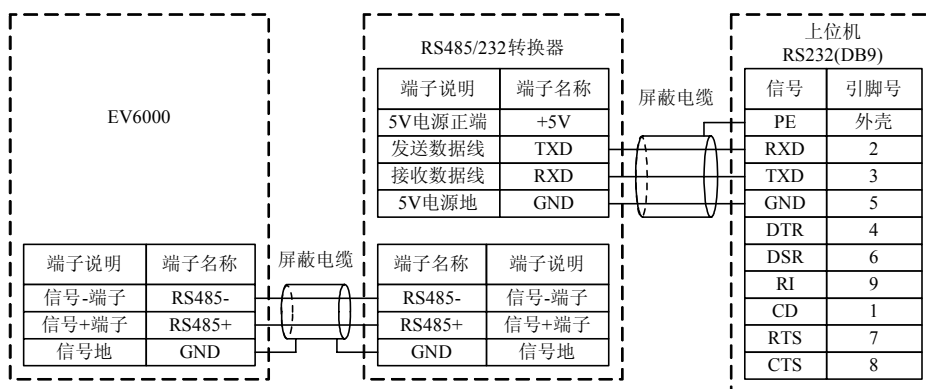 EV6000
端子说明 端子名称
信号-端子 RS485-
信号+端子 RS485+
信号地 GND
屏蔽电缆
RS485/232转换器
端子说明 端子名称
5V电源正端 +5V
发送数据线 TXD
接收数据线 RXD
5V电源地 GND
端子名称 端子说明
RS485- 信号-端子
RS485+ 信号+端子
GND 信号地
屏蔽电缆
上位机
RS232(DB9)
信号 引脚号
PE 外壳
RXD 2
TXD 3
GND 5
DTR 4
DSR 6
RI 9
CD 1
RTS 7
CTS 8